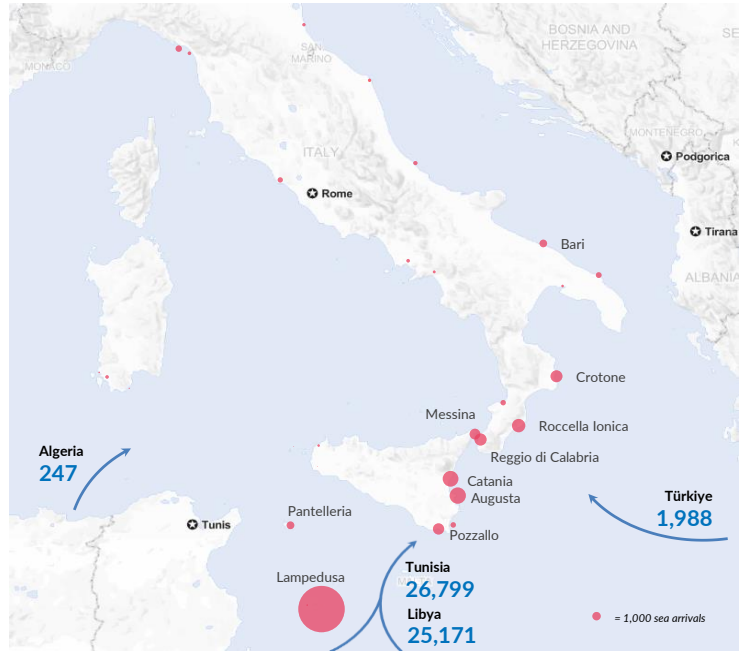 BOSNIA AND
HERZEGOVINA
SAN
MARINO
MONACO
MONTENEGRO
Podgorica
ITALY
Rome
Tirana
Bari
ALBANIA
Crotone
Messina
Roccella Ionica
Reggio di Calabria
Algeria
247
Catania
Augusta
Türkiye
1,988
Pantelleria
Tunis
Pozzallo
Lampedusa
Tunisia
26,799
Libya
25,171
= 1,000 sea arrivals